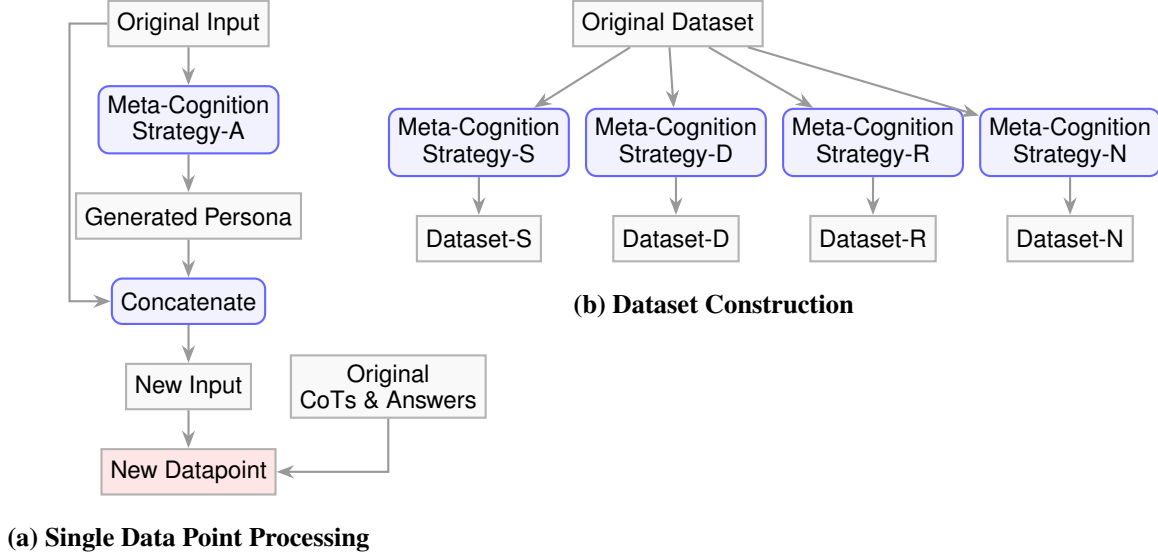 Original Input
Meta-Cognition
Strategy-A
Generated Persona
Concatenate
New Input
Original
CoTs & Answers
New Datapoint
(a) Single Data Point Processing
Original Dataset
Meta-Cognition
Strategy-S
Meta-Cognition
Strategy-D
Meta-Cognition
Strategy-R
Meta-Cognition
Strategy-N
Dataset-S
Dataset-D
Dataset-R
Dataset-N
(b) Dataset Construction